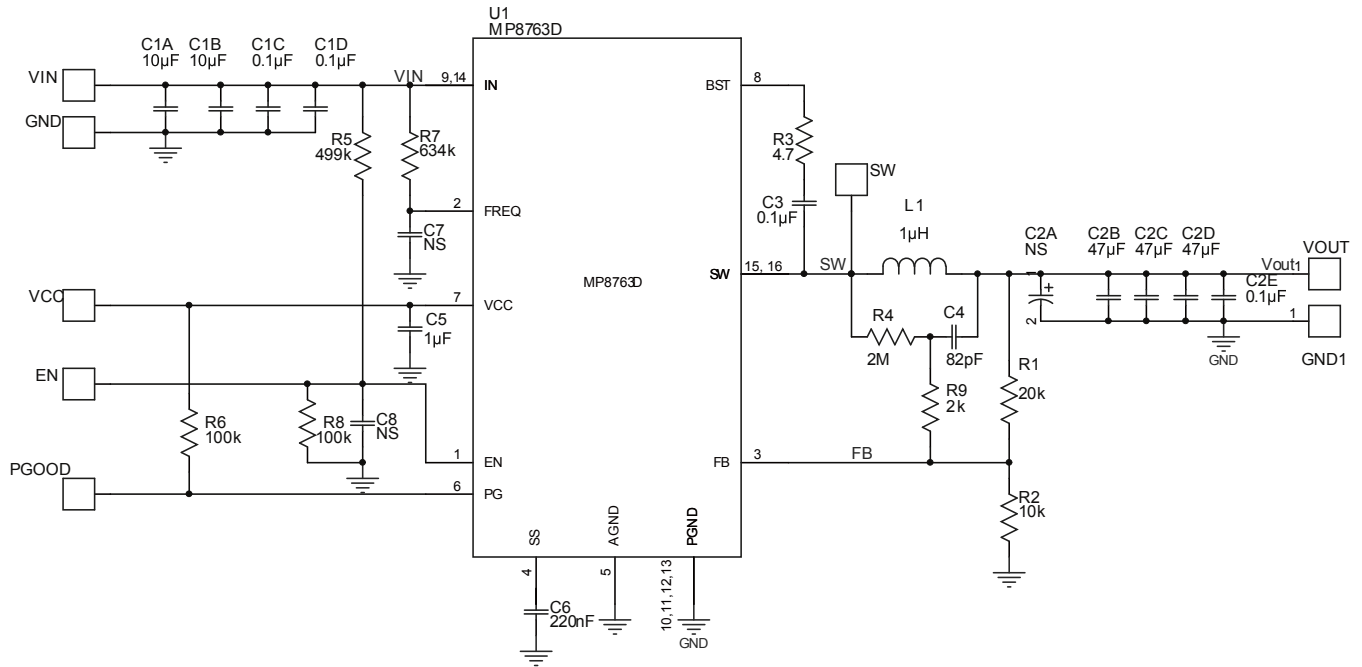 U1
MP8763D
C1A
10µF
C1B
10µF
C1C
0.1µF
C1D
0.1µF
VIN
VIN
9,14
IN
GND
R5
499k
R7
634k
2
FREQ
C7
NS
VCC
7
VCC
C5
1µF
EN
R6
100k
R8
100k
C8
NS
1
EN
PGOOD
6
PG
SS
4
C6
220nF
AGND
5
PGND
10,11,12,13
GND
MP8763D
BST
8
R3
4.7
C3
0.1µF
SW
L1
1µH
SW
15, 16
SW
R4
2M
C4
82pF
R9
2k
R1
20k
FB
3
FB
R2
10k
C2A
NS
1
2
C2B
47µF
C2C
47µF
C2D
47µF
C2E
0.1µF
GND
Vout
1
VOUT
1
GND1